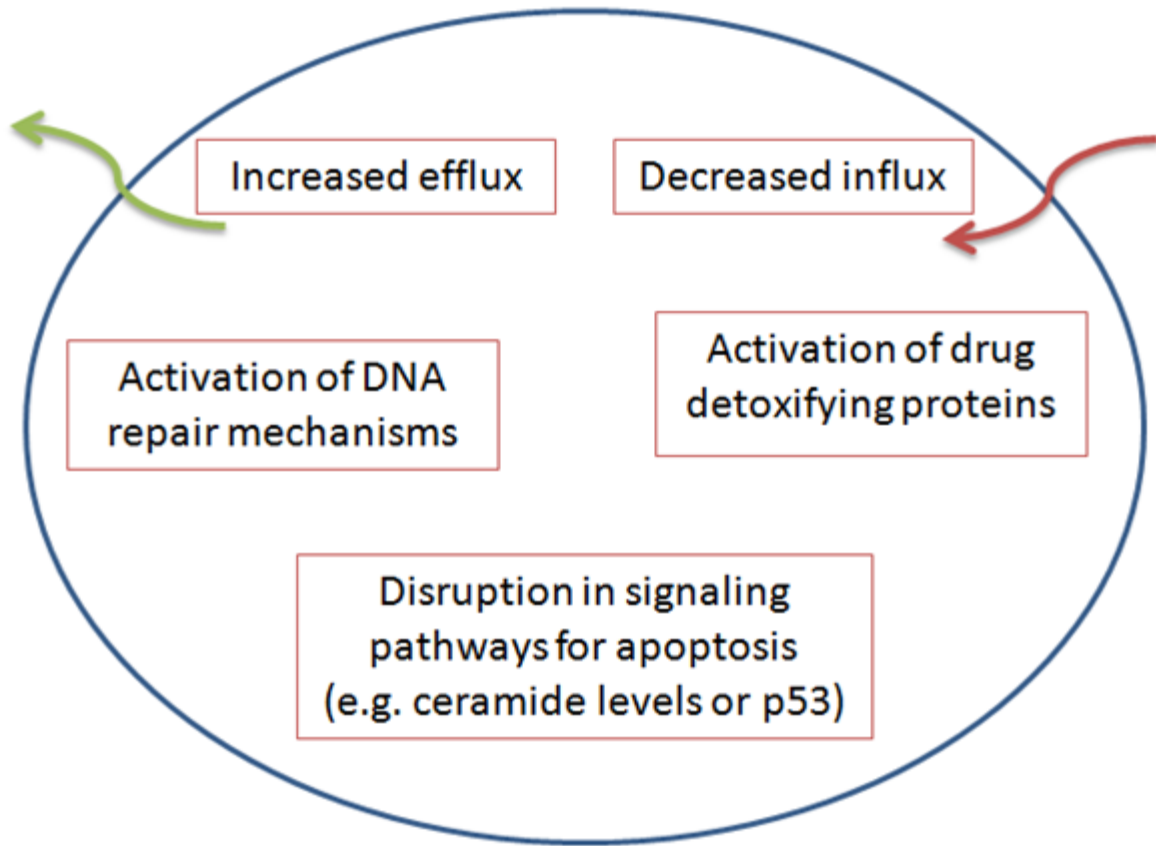 Increased efflux
Decreased influx
Activation of DNA
repair mechanisms
Activation of drug
detoxifying proteins
Disruption in signaling
pathways for apoptosis
(e.g. ceramide levels or p53)